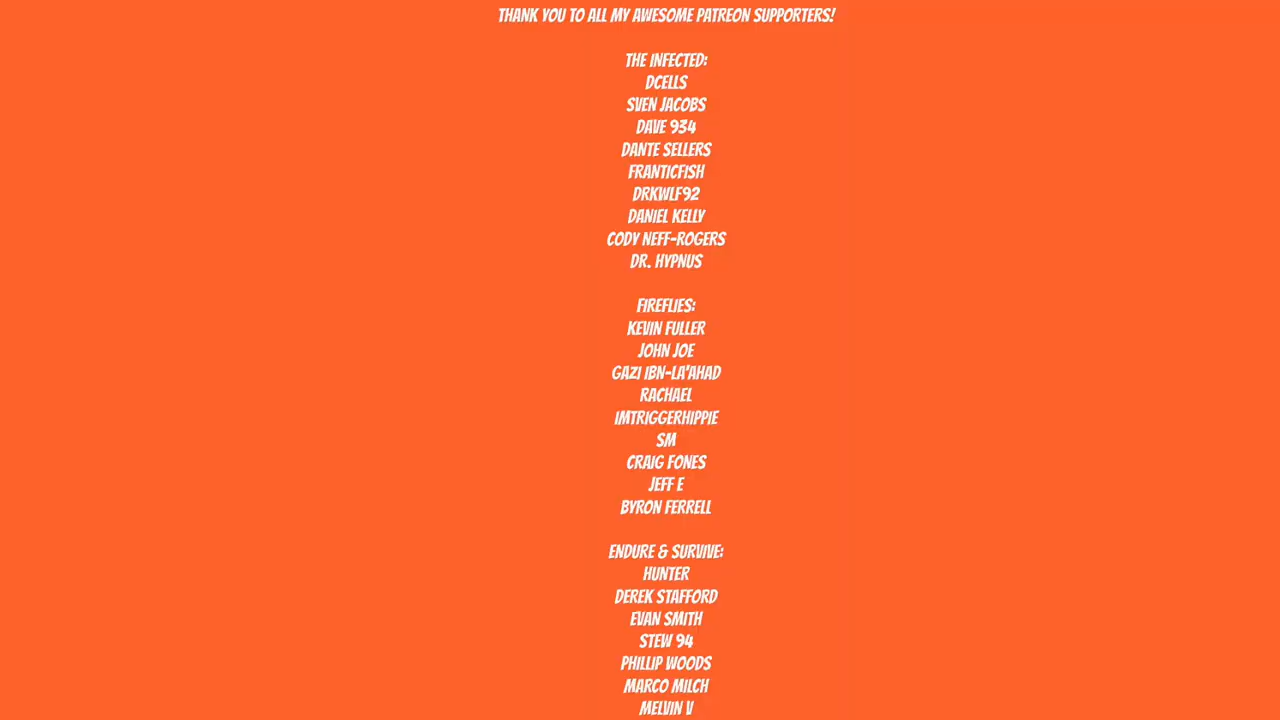 THANK YOU TO ALL MY AWESOME PATREON SUPPORTERS!
THE INFECTED:
DCELLS
SVEN JACOBS
DAVE 934
DANTE SELLERS
FRANTICFISH
DRKWLF92
DANIEL KELLY
CODY NEFF-ROGERS
DR. HYPNUS
FIREFLIES:
KEVIN FULLER
JOHN JOE
GAZI IBN-LA'AHAD
RACHAEL
IMTRIGGERHIPPIE
SM
CRAIG FONES
JEFF E
BYRON FERRELL
ENDURE & SURVIVE:
HUNTER
DEREK STAFFORD
EVAN SMITH
STEW 94
PHILLIP WOODS
MARCO MILCH
MELVIN V